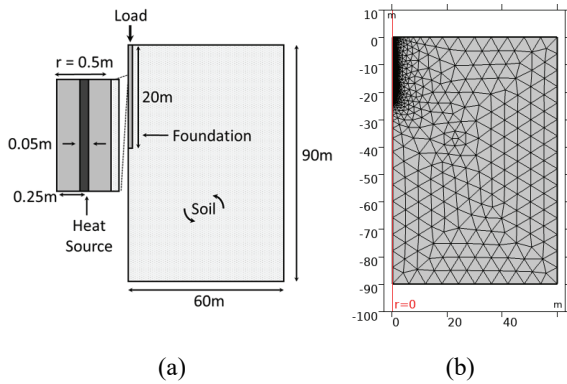 Load
r = 0.5m
20m
Foundation
0.05m
90m
0.25m
Soil
Heat
Source
60m
(a)
m
10
0
-10
-20
-30
-40
-50
-60
-70
-80
-90
-100
r=0
m
0
20
40
(b)